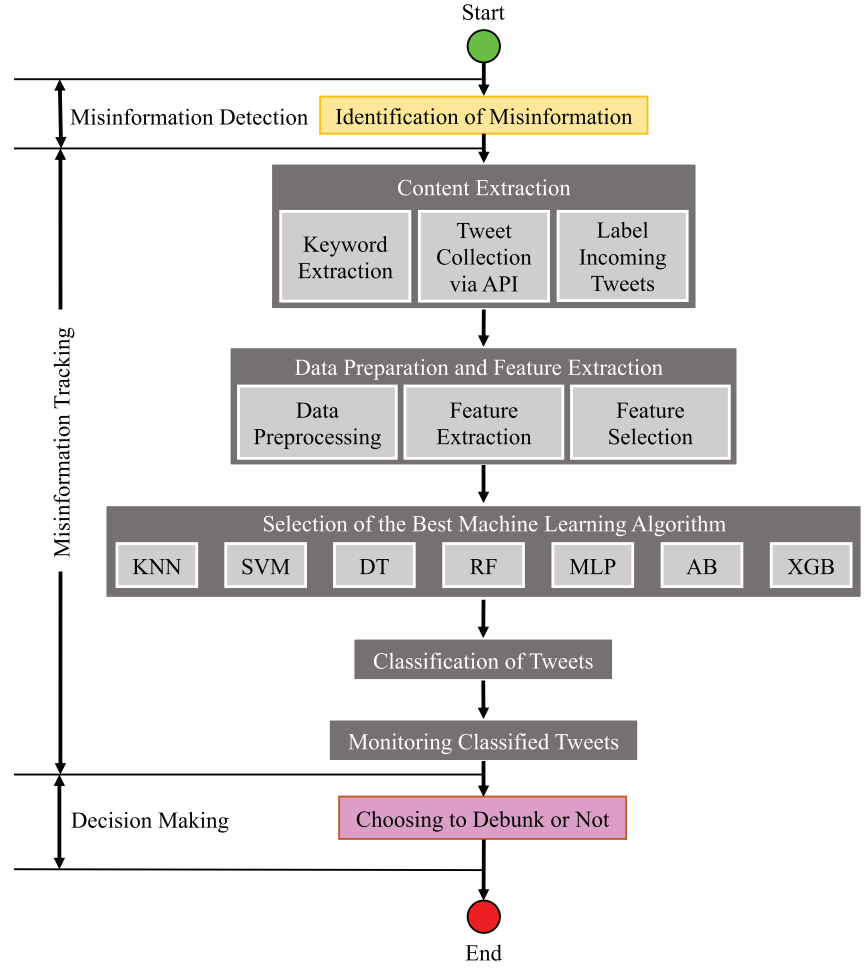 Start
Misinformation Detection
Identification of Misinformation
Content Extraction
Keyword
Extraction
Tweet
Collection
via API
Label
Incoming
Tweets
Misinformation Tracking
Data Preparation and Feature Extraction
Data
Preprocessing
Feature
Extraction
Feature
Selection
Selection of the Best Machine Learning Algorithm
KNN
SVM
DT
RF
MLP
AB
XGB
Classification of Tweets
Monitoring Classified Tweets
Decision Making
Choosing to Debunk or Not
End